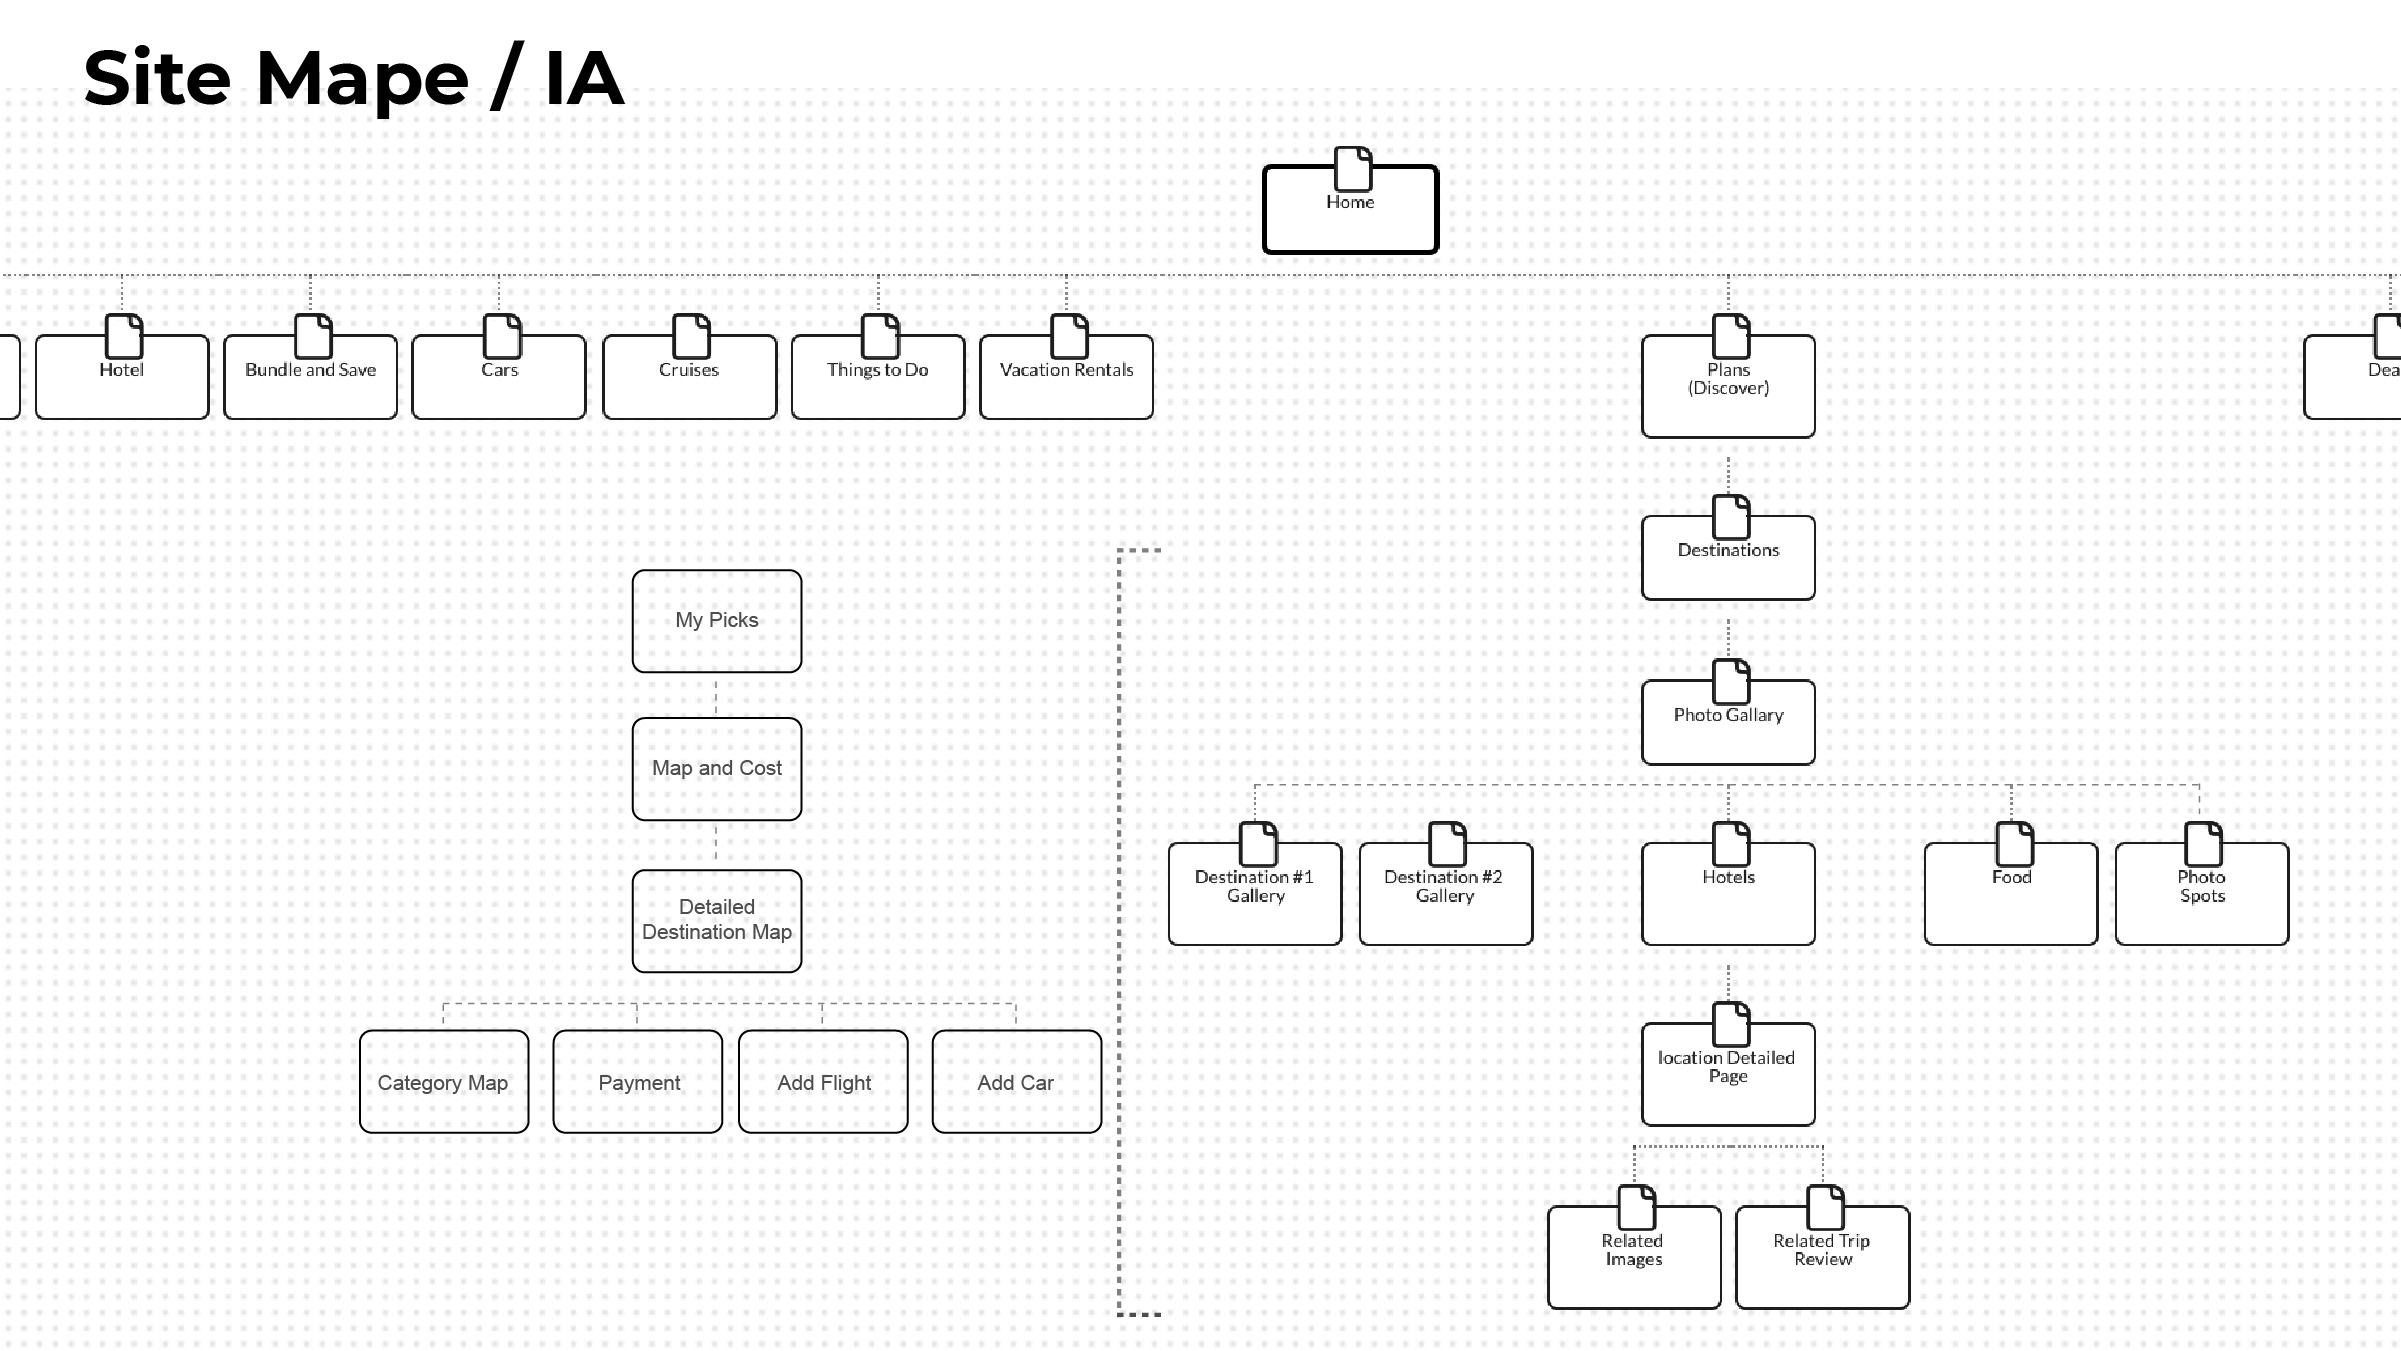 Site Mape / IA
Home
Hotel
Bundle and Save
Cars
Cruises
Things to Do
Vacation Rentals
Plans
(Discover)
Destinations
Photo Gallary
Destination #1
Gallery
Destination #2
Gallery
Hotels
Food
Photo
Spots
location Detailed
Page
Related
Images
Related Trip
Review
My Picks
Map and Cost
Detailed
Destination Map
Category Map
Payment
Add Flight
Add Car